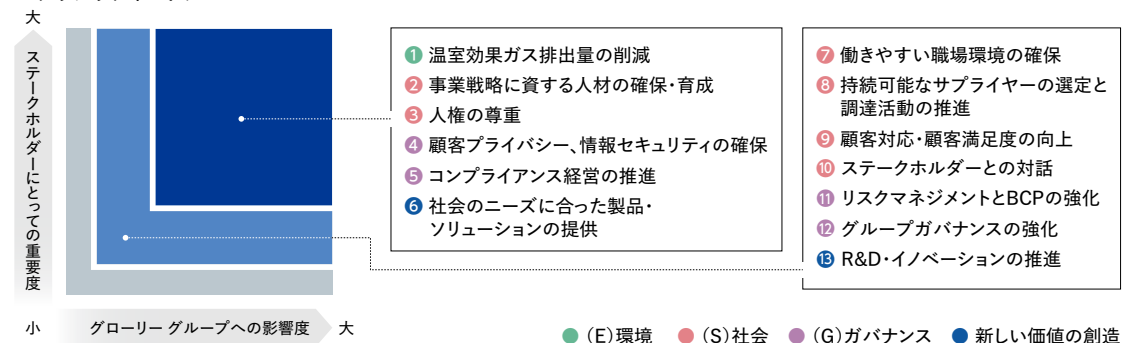 大
ステークホルダーにとっての重要度
小
グローリー グループへの影響度
大
❶ 温室効果ガス排出量の削減
❷ 事業戦略に資する人材の確保・育成
❸ 人権の尊重
❹ 顧客プライバシー、情報セキュリティの確保
❺ コンプライアンス経営の推進
❻ 社会のニーズに合った製品・
ソリューションの提供
❼ 働きやすい職場環境の確保
❽ 持続可能なサプライヤーの選定と
調達活動の推進
❾ 顧客対応・顧客満足度の向上
❿ ステークホルダーとの対話
⓫ リスクマネジメントとBCPの強化
⓬ グループガバナンスの強化
⓭ R&D・イノベーションの推進
(E)環境
(S)社会
(G)ガバナンス
新しい価値の創造